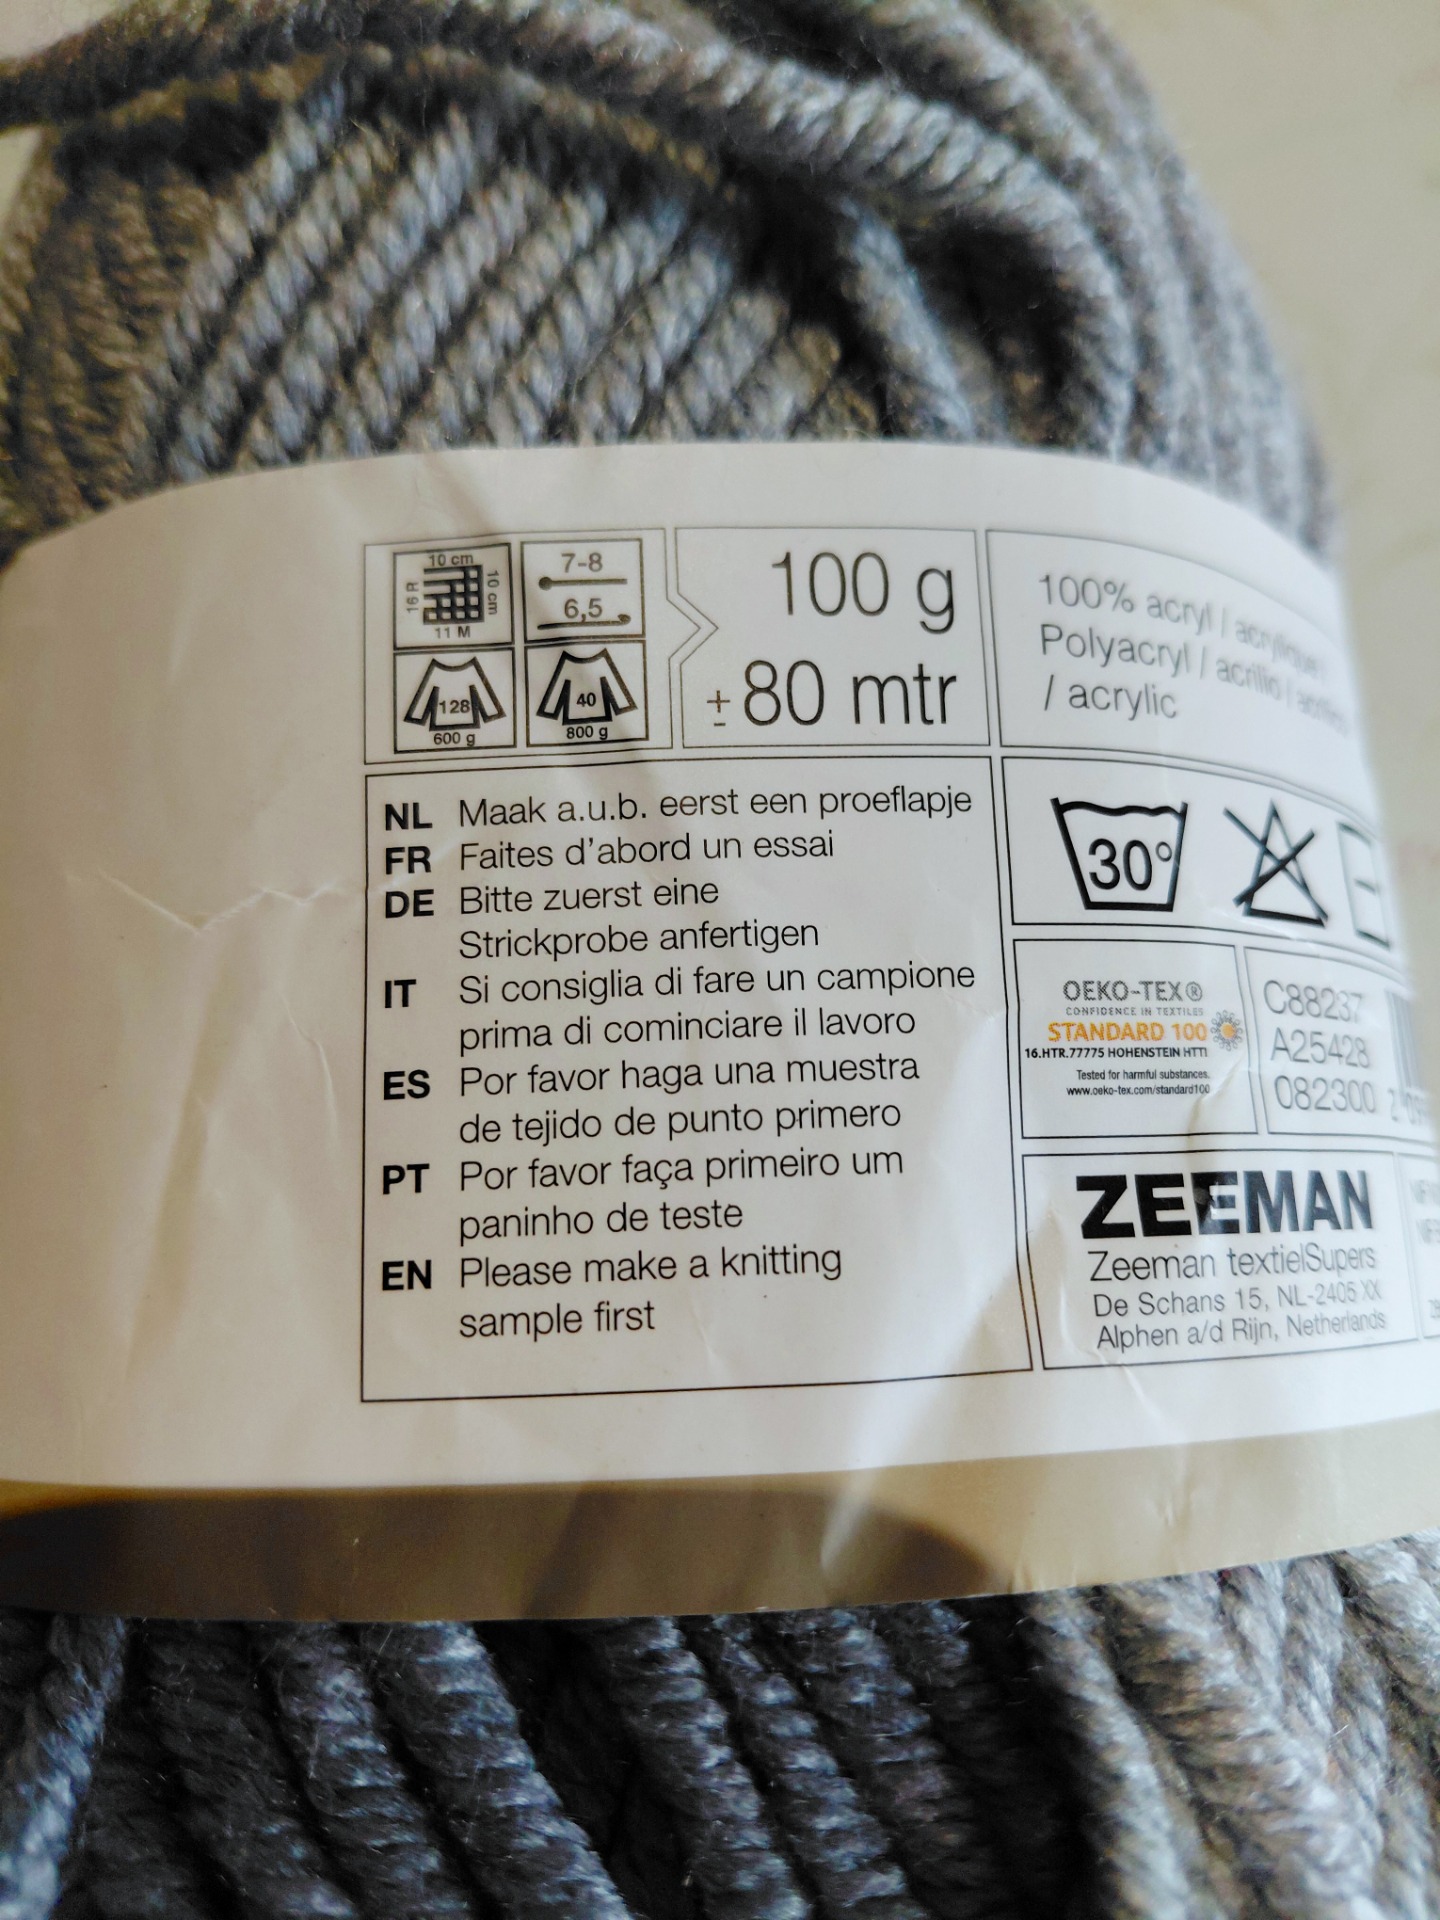 10 cm
16 R
10 cm
11 M
7-8
6,5
128
600 g
40
800 g
100 g
± 80 mtr
100% acryl / acrylique /
Polyacryl / acrilio /
/ acrylic
NL Maak a.u.b. eerst een proeflapje
FR Faites d'abord un essai
DE Bitte zuerst eine
Strickprobe anfertigen
IT Si consiglia di fare un campione
prima di cominciare il lavoro
ES Por favor haga una muestra
de tejido de punto primero
PT Por favor faça primeiro um
paninho de teste
EN Please make a knitting
sample first
30°
OEKO-TEX®
CONFIDENCE IN TEXTILES
STANDARD 100
16.HTR.77775 HOHENSTEIN HTTI
Tested for harmful substances.
www.oeko-tex.com/standard100
C88237
A25428
082300
ZEEMAN
Zeeman textielSupers
De Schans 15, NL-2405 XX
Alphen a/d Rijn, Netherlands